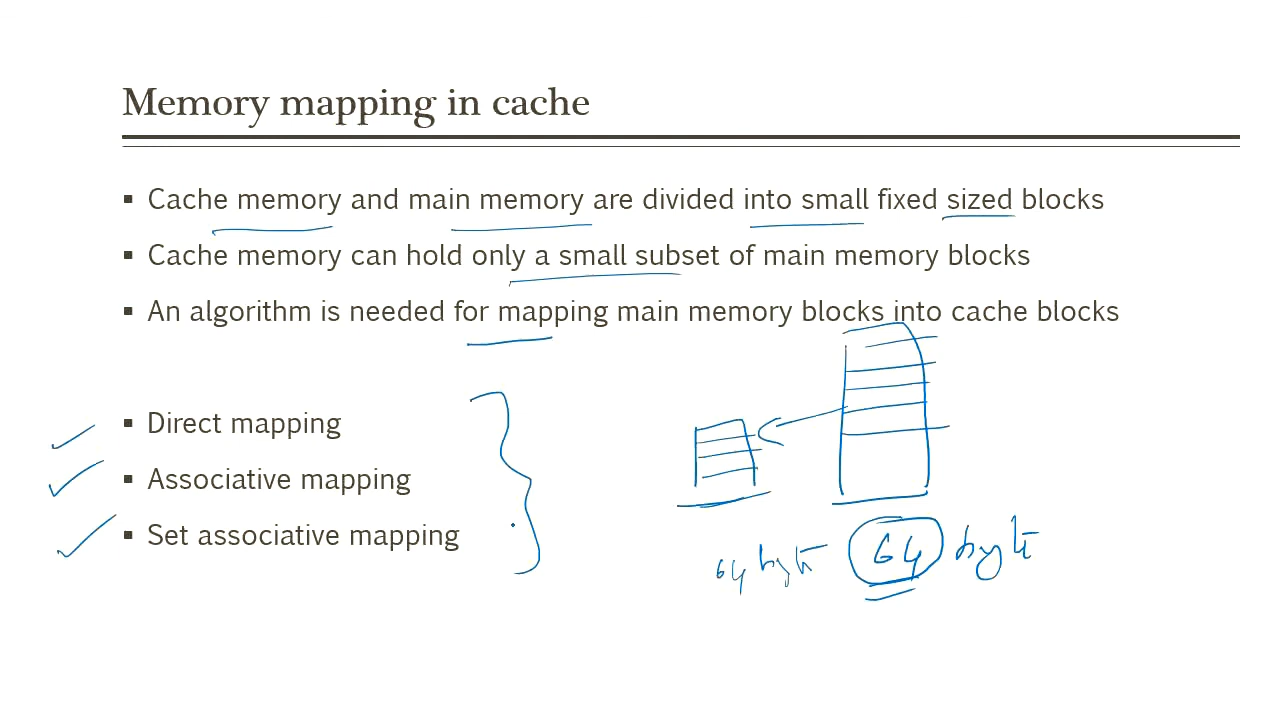 Memory mapping in cache
▪ Cache memory and main memory are divided into small fixed sized blocks
▪ Cache memory can hold only a small subset of main memory blocks
▪ An algorithm is needed for mapping main memory blocks into cache blocks
▪ Direct mapping
▪ Associative mapping
▪ Set associative mapping
64 byte 64 byte